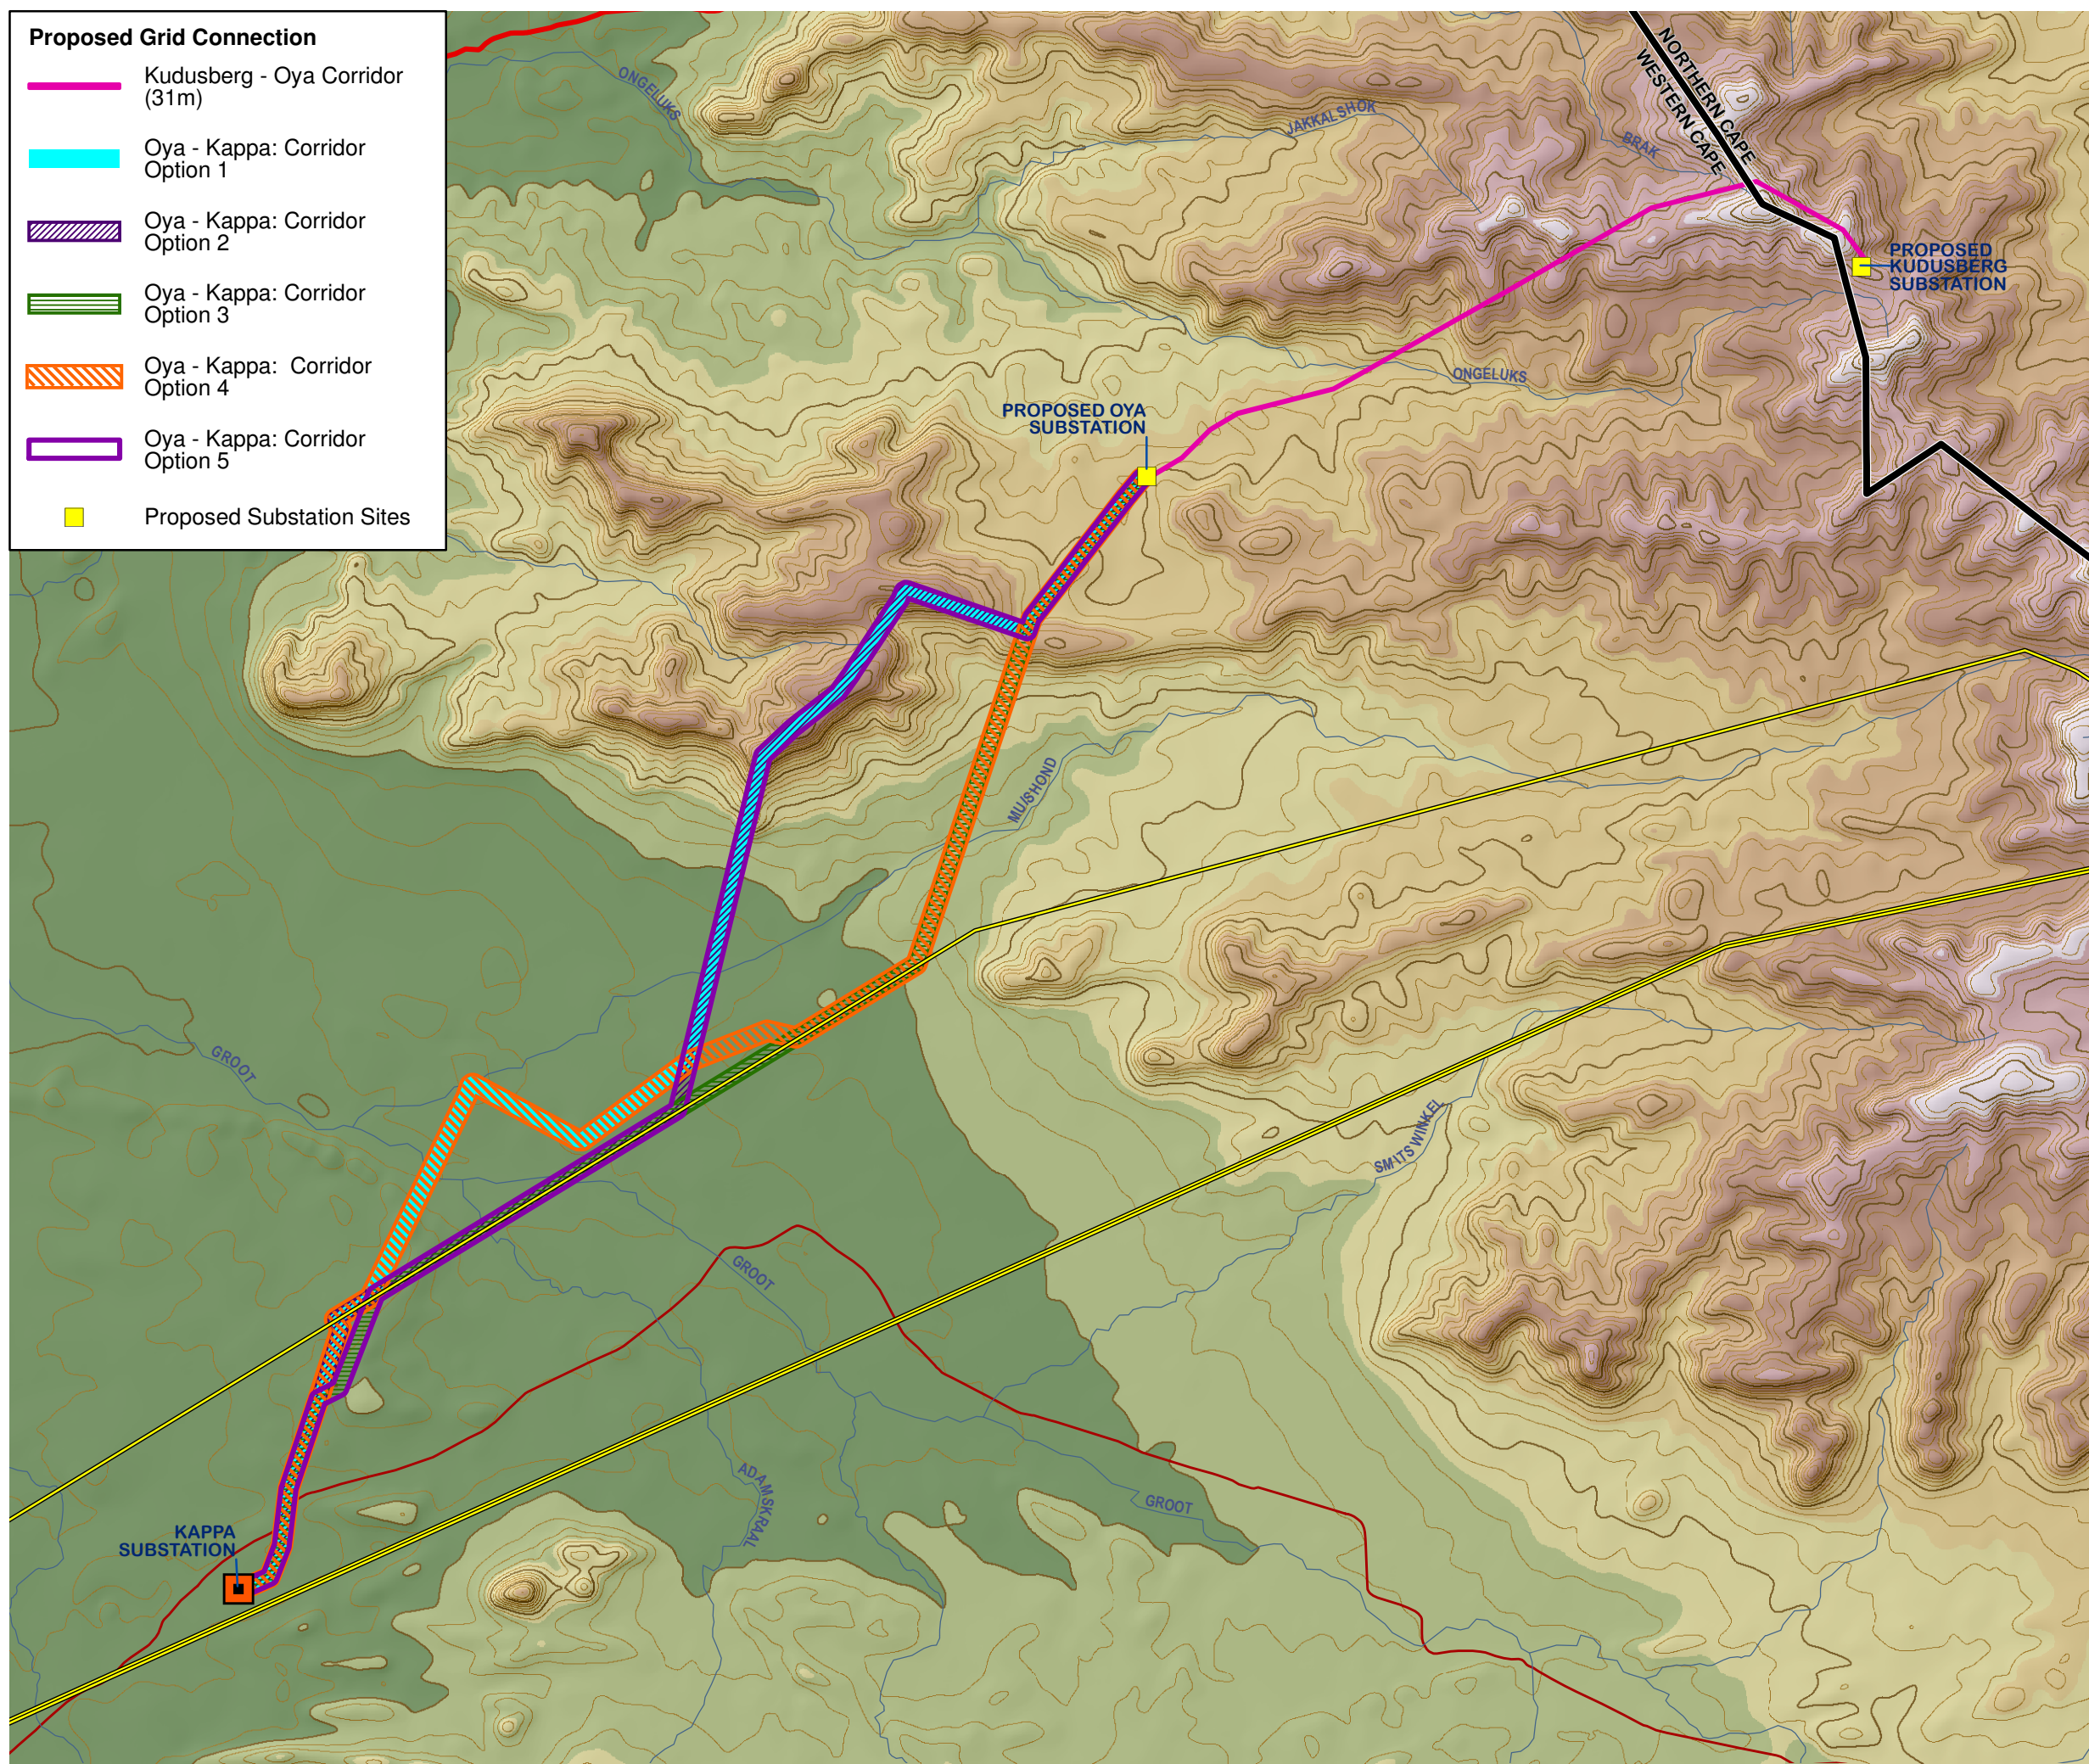 Proposed Grid Connection
Kudusberg - Oya Corridor
(31m)
Oya - Kappa: Corridor
Option 1
Oya - Kappa: Corridor
Option 2
Oya - Kappa: Corridor
Option 3
Oya - Kappa:  Corridor
Option 4
Oya - Kappa: Corridor
Option 5
Proposed Substation Sites
ONGELUKS
JAKKALSHOK
BRAK
NORTHERN CAPE
WESTERN CAPE
PROPOSED
KUDUSBERG
SUBSTATION
ONGELUKS
PROPOSED OYA
SUBSTATION
MUISHOND
GROOT
SMITSWINKEL
GROOT
ADAMSKRAAL
GROOT
KAPPA
SUBSTATION